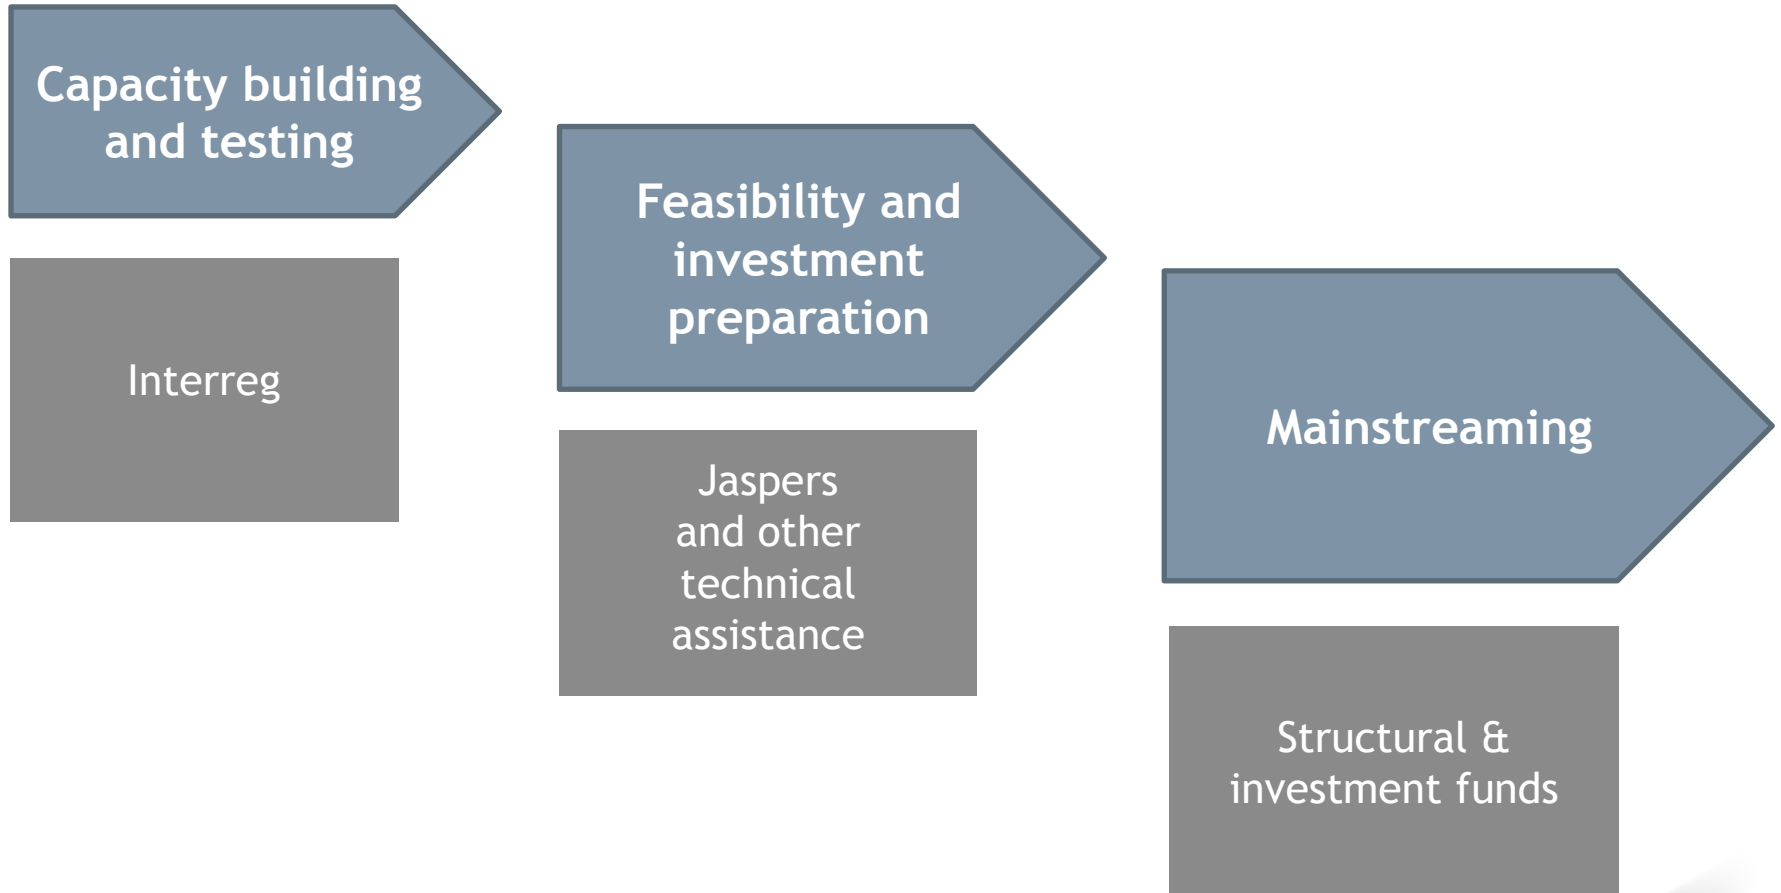 Capacity building
and testing
Interreg
Feasibility and
investment
preparation
Jaspers
and other
technical
assistance
Mainstreaming
Structural &
investment funds